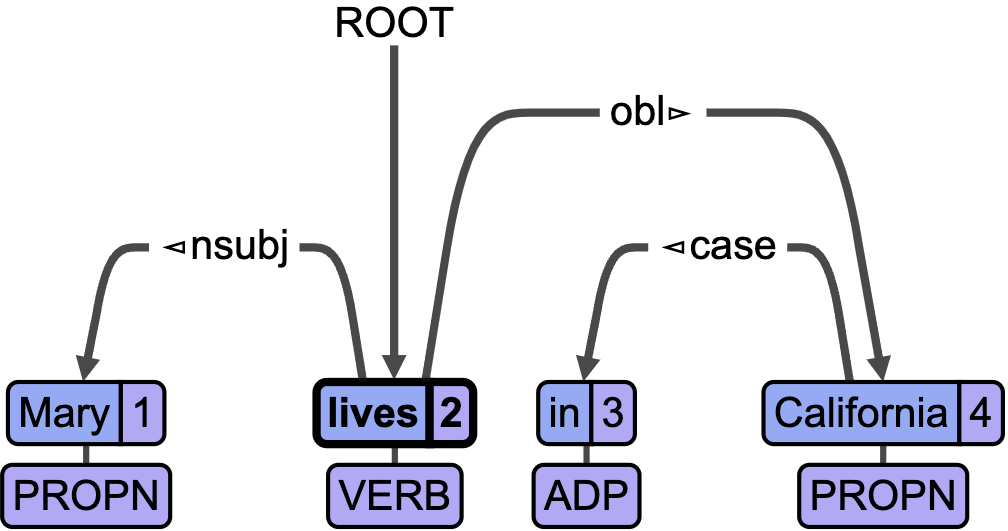 ROOT
obl▻
◅nsubj
◅case
Mary 1
lives 2
in 3
California 4
PROPN
VERB
ADP
PROPN